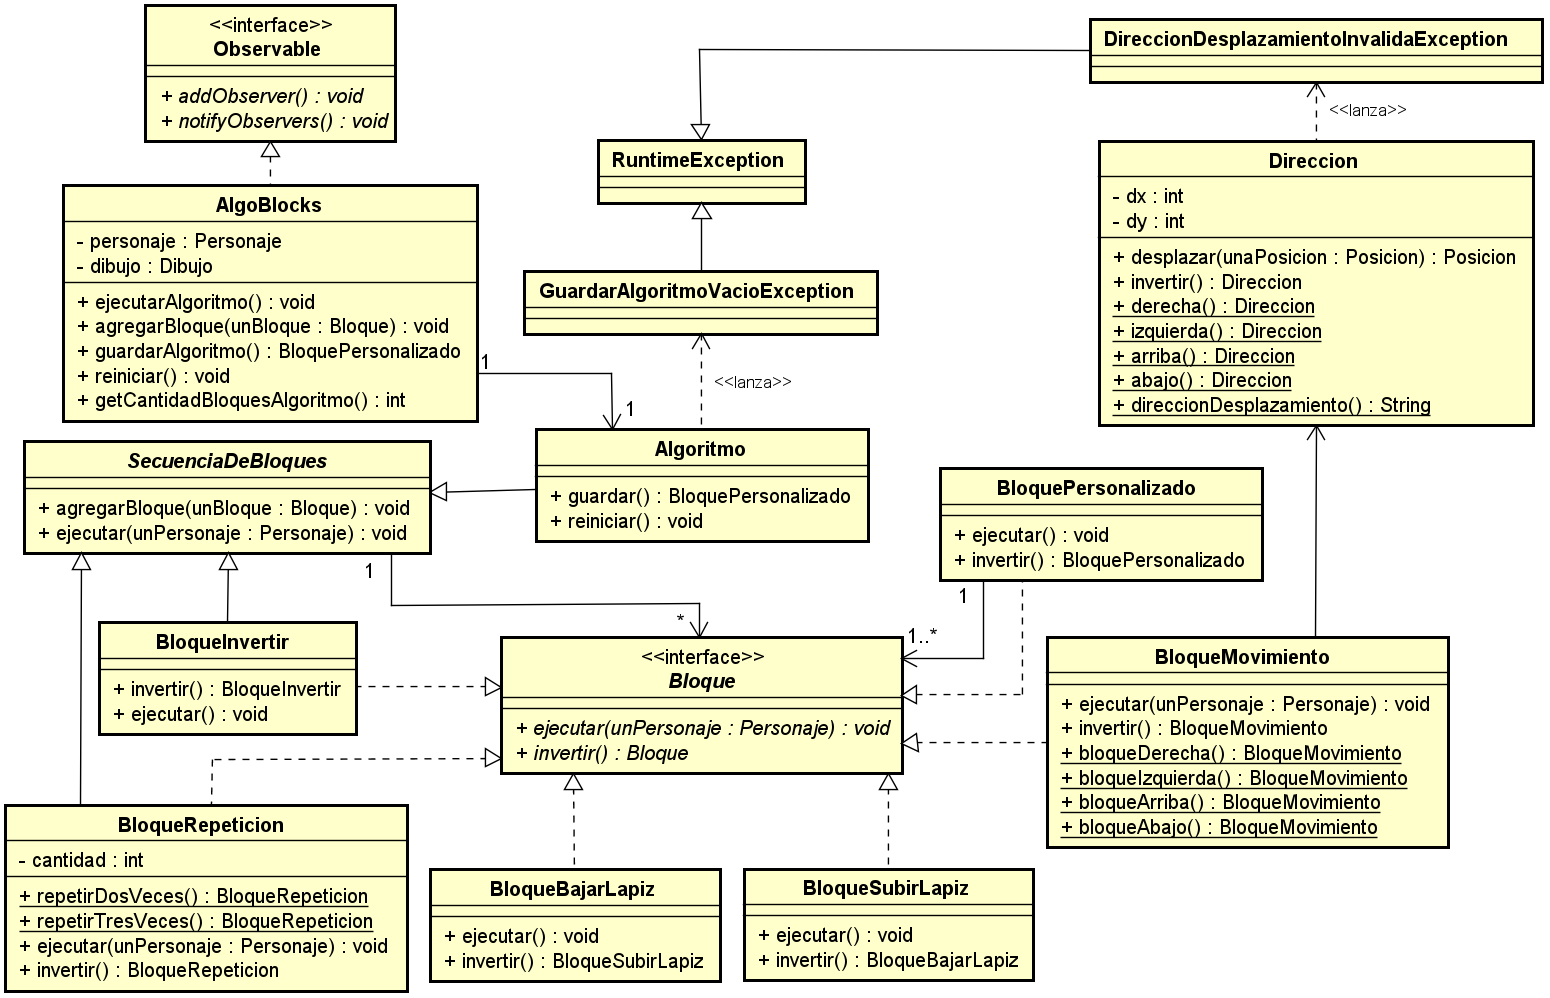 <<interface>>
Observable
+ addObserver() : void
+ notifyObservers() : void
DireccionDesplazamientoInvalidaException
<<lanza>>
RuntimeException
Direccion
- dx : int
- dy : int
+ desplazar(unaPosicion : Posicion) : Posicion
+ invertir() : Direccion
+ derecha() : Direccion
+ izquierda() : Direccion
+ arriba() : Direccion
+ abajo() : Direccion
+ direccionDesplazamiento() : String
AlgoBlocks
- personaje : Personaje
- dibujo : Dibujo
+ ejecutarAlgoritmo() : void
+ agregarBloque(unBloque : Bloque) : void
+ guardarAlgoritmo() : BloquePersonalizado
+ reiniciar() : void
+ getCantidadBloquesAlgoritmo() : int
GuardarAlgoritmoVacioException
<<lanza>>
1
1
SecuenciaDeBloques
+ agregarBloque(unBloque : Bloque) : void
+ ejecutar(unPersonaje : Personaje) : void
Algoritmo
+ guardar() : BloquePersonalizado
+ reiniciar() : void
BloquePersonalizado
+ ejecutar() : void
+ invertir() : BloquePersonalizado
1
*
1
1..*
BloqueInvertir
+ invertir() : BloqueInvertir
+ ejecutar() : void
<<interface>>
Bloque
+ ejecutar(unPersonaje : Personaje) : void
+ invertir() : Bloque
BloqueMovimiento
+ ejecutar(unPersonaje : Personaje) : void
+ invertir() : BloqueMovimiento
+ bloqueDerecha() : BloqueMovimiento
+ bloqueIzquierda() : BloqueMovimiento
+ bloqueArriba() : BloqueMovimiento
+ bloqueAbajo() : BloqueMovimiento
BloqueRepeticion
- cantidad : int
+ repetirDosVeces() : BloqueRepeticion
+ repetirTresVeces() : BloqueRepeticion
+ ejecutar(unPersonaje : Personaje) : void
+ invertir() : BloqueRepeticion
BloqueBajarLapiz
+ ejecutar() : void
+ invertir() : BloqueSubirLapiz
BloqueSubirLapiz
+ ejecutar() : void
+ invertir() : BloqueBajarLapiz